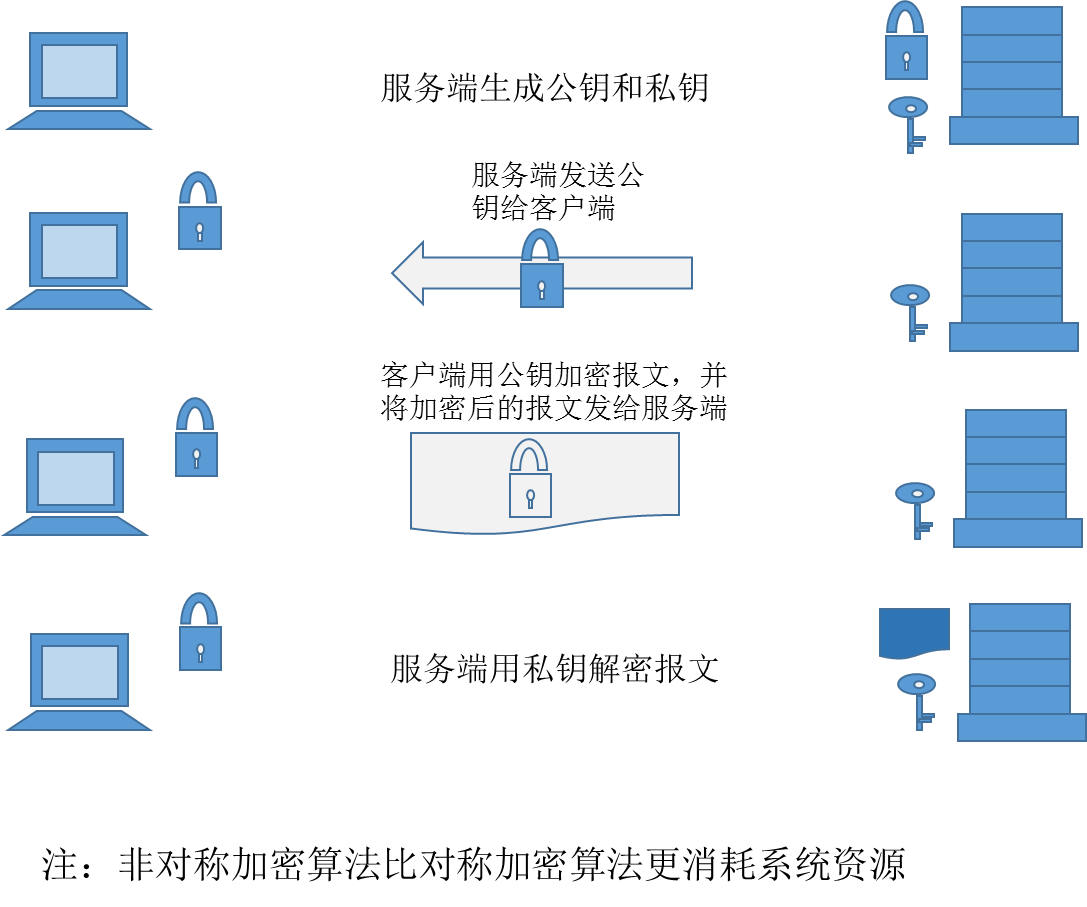 服务端生成公钥和私钥
服务端发送公
钥给客户端
客户端用公钥加密报文，并
将加密后的报文发给服务端
服务端用私钥解密报文
注：非对称加密算法比对称加密算法更消耗系统资源